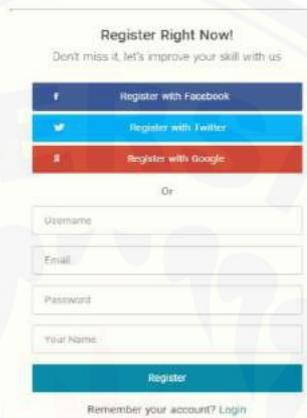 Register Right Now!
Don't miss it, let's improve your skill with us
f Register with Facebook
Register with Twitter
g Register with Google
Or
Username
Email
Password
Your Name
Register
Remember your account? Login